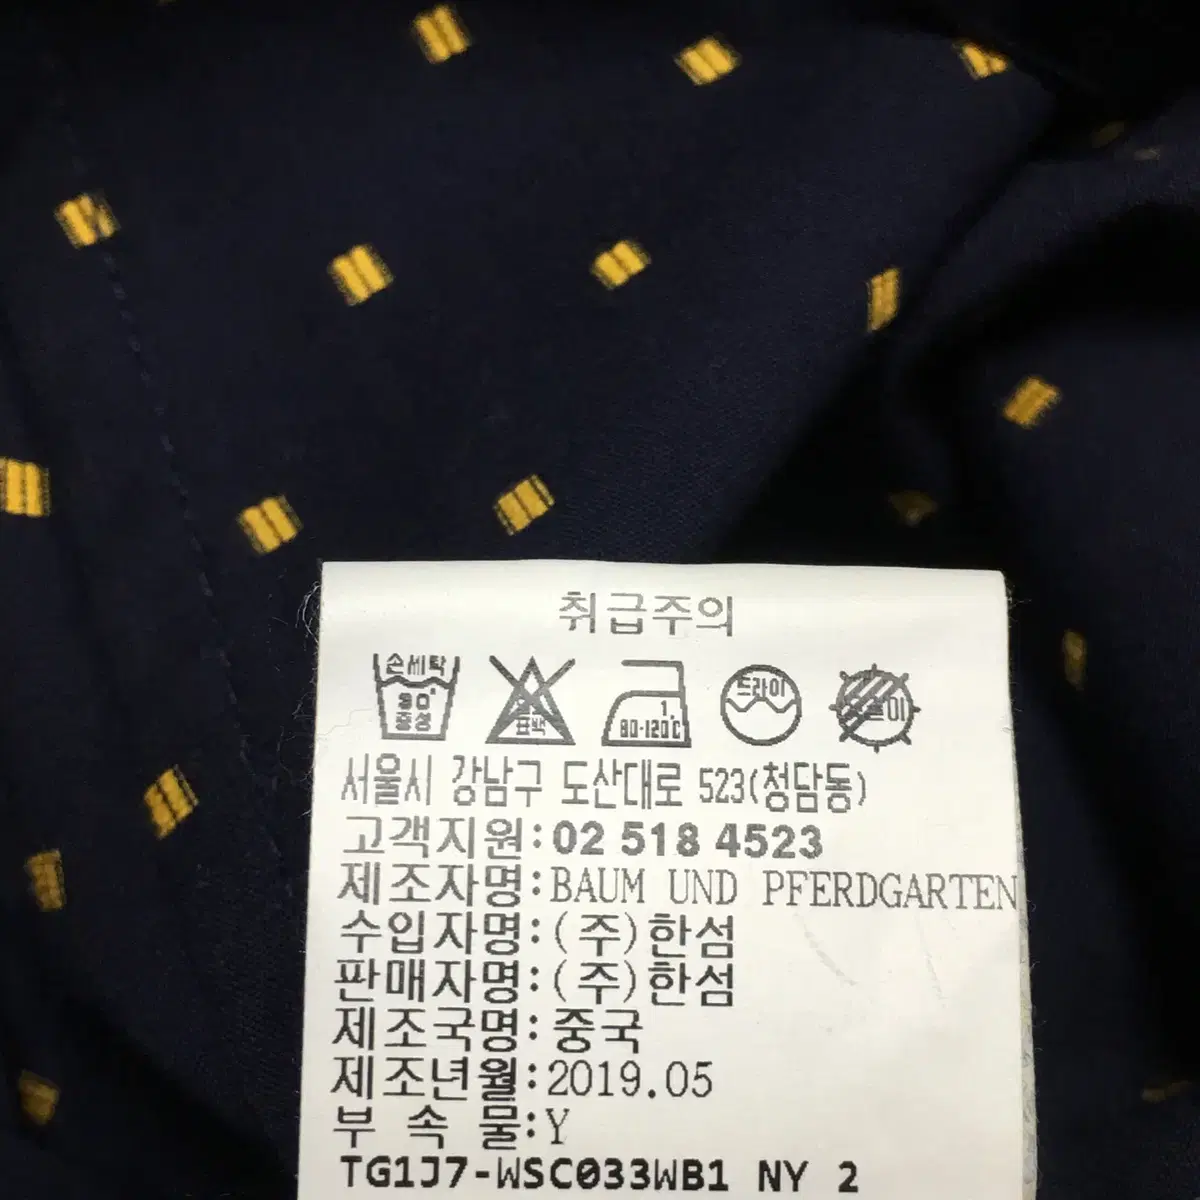 취급주의
손세탁 30° 중성 표백 1. 80-120℃ 드라이
서울시 강남구 도산대로 523(청담동)
고객지원:02 518 4523
제조자명:BAUM UND PFERDGARTEN
수입자명:(주)한섬
판매자명:(주)한섬
제조국명:중국
제조년월:2019.05
부 속 물:Y
TG1J7-WSC033WB1 NY 2